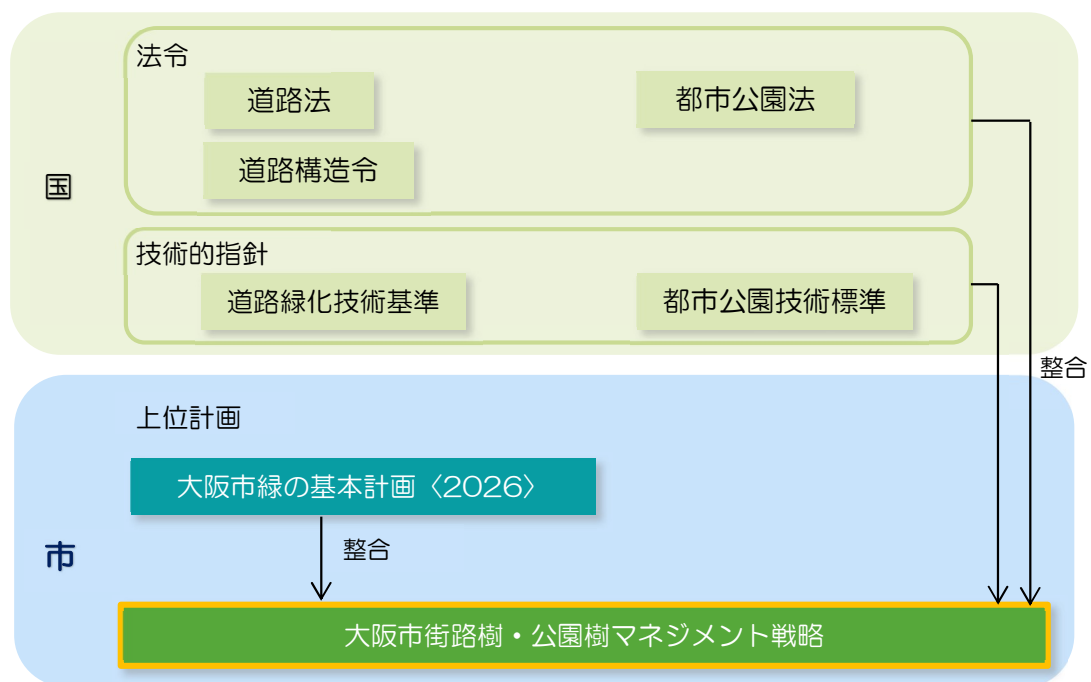 国
法令
道路法
都市公園法
道路構造令
技術的指針
道路緑化技術基準
都市公園技術標準
整合
市
上位計画
大阪市緑の基本計画〈2026〉
整合
大阪市街路樹・公園樹マネジメント戦略